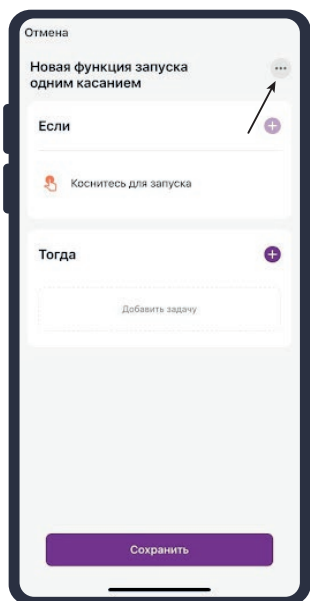 Отмена
Новая функция запуска
одним касанием
Если
Коснитесь для запуска
Тогда
Добавить задачу
Сохранить